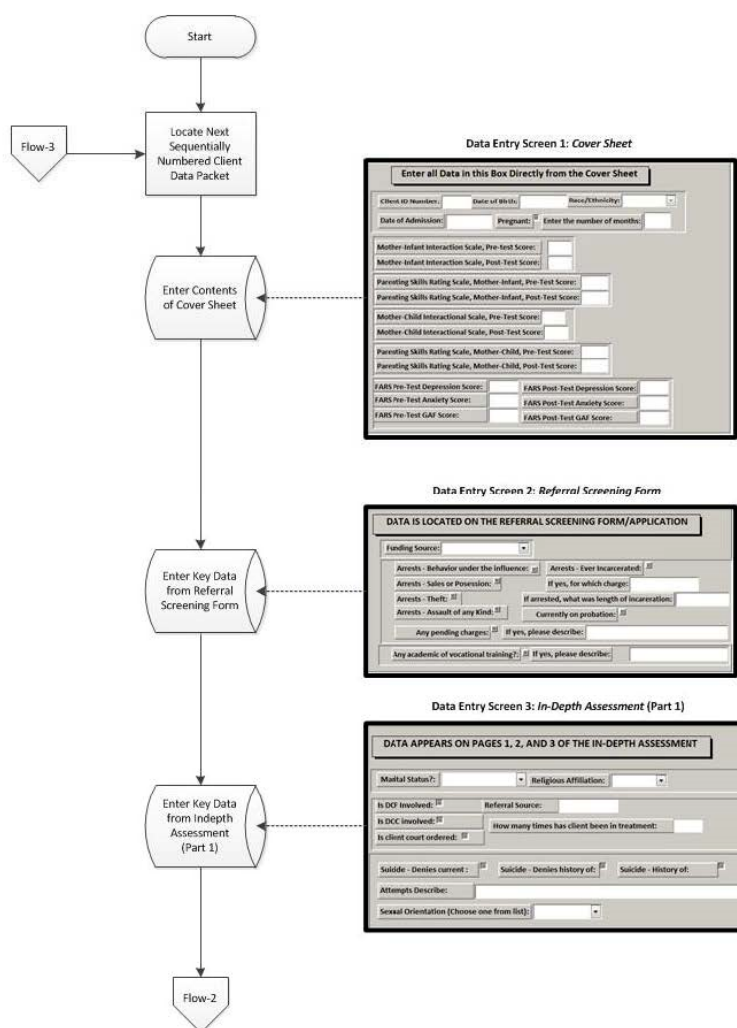 Start
Flow-3
Locate Next
Sequentially
Numbered Client
Data Packet
Data Entry Screen 1: Cover Sheet
Enter all Data in this Box Directly from the Cover Sheet
Client ID Number: Date of Birth: Race/Ethnicity:
Date of Admission: Pregnant: Enter the number of months:
Mother-Infant Interaction Scale, Pre-test Score:
Mother-Infant Interaction Scale, Post-Test Score:
Parenting Skills Rating Scale, Mother-Infant, Pre-Test Score:
Parenting Skills Rating Scale, Mother-Infant, Post-Test Score:
Mother-Child Interactional Scale, Pre-Test Score:
Mother-Child Interactional Scale, Post-Test Score:
Parenting Skills Rating Scale, Mother-Child, Pre-Test Score:
Parenting Skills Rating Scale, Mother-Child, Post-Test Score:
FARS Pre-Test Depression Score: FARS Post-Test Depression Score:
FARS Pre-Test Anxiety Score: FARS Post-Test Anxiety Score:
FARS Pre-Test GAF Score: FARS Post-Test GAF Score:
Enter Contents
of Cover Sheet
Data Entry Screen 2: Referral Screening Form
DATA IS LOCATED ON THE REFERRAL SCREENING FORM/APPLICATION
Funding Source:
Arrests - Behavior under the influence: Arrests - Ever Incarcerated:
Arrests - Sales or Posession: If yes, for which charge:
Arrests - Theft: If arrested, what was length of incareration:
Arrests - Assault of any Kind: Currently on probation:
Any pending charges: If yes, please describe:
Any academic of vocational training?: If yes, please describe:
Enter Key Data
from Referral
Screening Form
Data Entry Screen 3: In-Depth Assessment (Part 1)
DATA APPEARS ON PAGES 1, 2, AND 3 OF THE IN-DEPTH ASSESSMENT
Marital Status?: Religious Affiliation:
Is DCF Involved: Referral Source:
Is DCC involved: How many times has client been in treatment:
Is client court ordered:
Suicide - Denies current : Suicide - Denies history of: Suicide - History of:
Attempts Describe:
Sexual Orientation (Choose one from list):
Enter Key Data
from Indepth
Assessment
(Part 1)
Flow-2